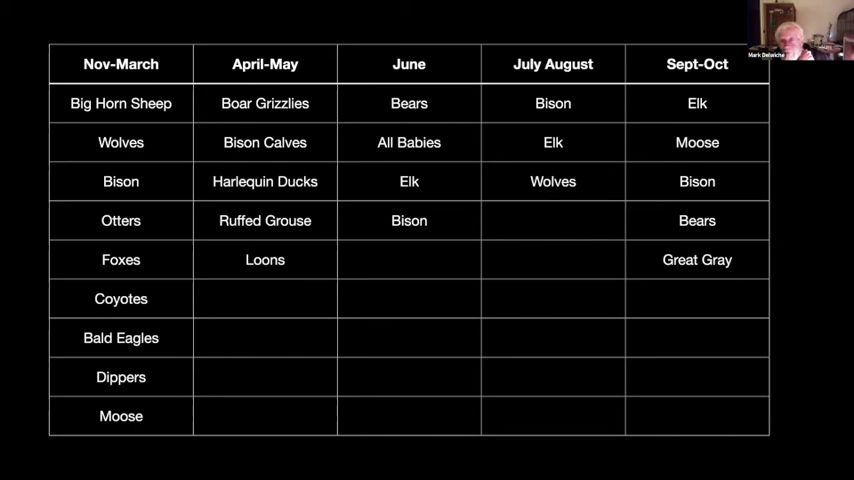 Nov-March April-May June July August Sept-Oct
Big Horn Sheep Boar Grizzlies Bears Bison Elk
Wolves Bison Calves All Babies Elk Moose
Bison Harlequin Ducks Elk Wolves Bison
Otters Ruffed Grouse Bison Bears
Foxes Loons Great Gray
Coyotes
Bald Eagles
Dippers
Moose
Mark